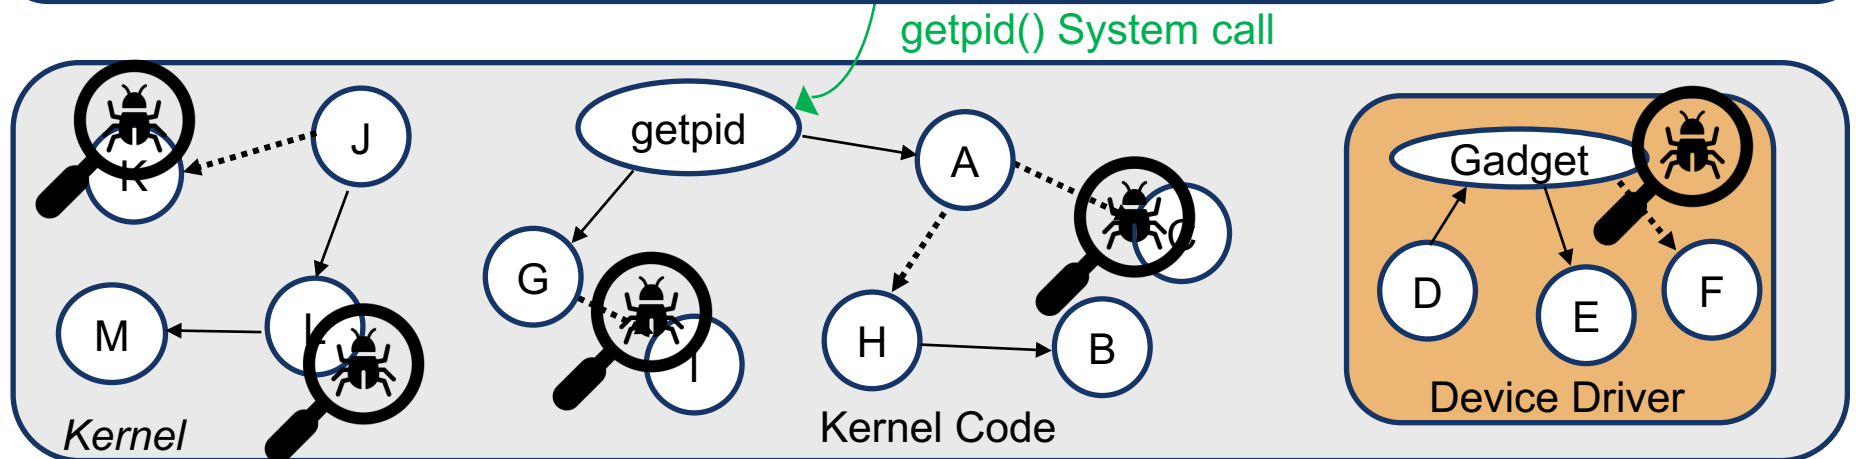 getpid() System call
K
J
getpid
A
C
Gadget
G
D
E
F
M
L
I
H
B
Device Driver
Kernel
Kernel Code